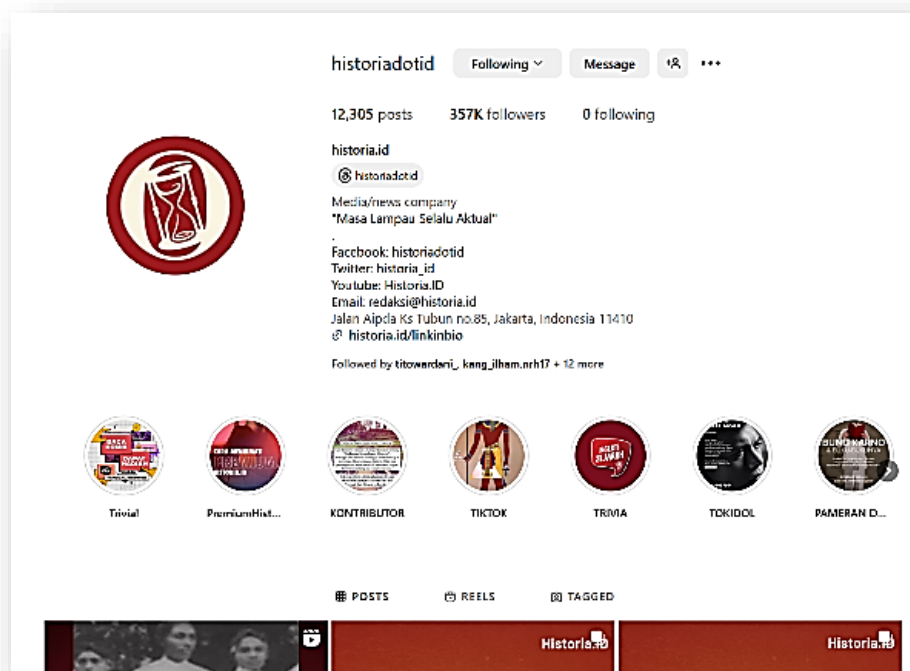 historiadotid Following Message
12,305 posts 357K followers 0 following
historia.id
historiadotid
Media/news company
"Masa Lampau Selalu Aktual"
.
Facebook: historiadotid
Twitter: historia_id
Youtube: Historia.ID
Email: redaksi@historia.id
Jalan Aipda Ks Tubun no.85, Jakarta, Indonesia 11410
historia.id/linkinbio
Followed by titowardani_, kang_ilham.nrh17 + 12 more
Trivia! PremiumHist... KONTRIBUTOR TIKTOK TRIVIA TOKIDOL PAMERAN D...
POSTS REELS TAGGED
Historia.ID Historia.ID